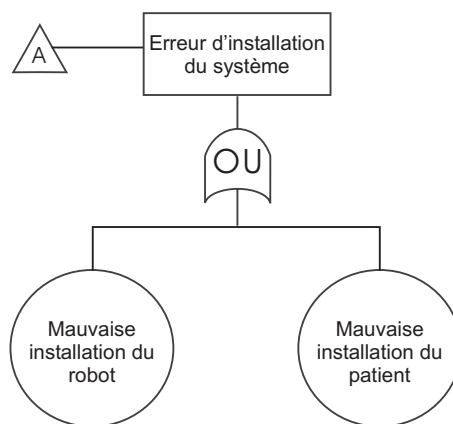 A
Erreur d'installation
du système
OU
Mauvaise
installation du
robot
Mauvaise
installation du
patient